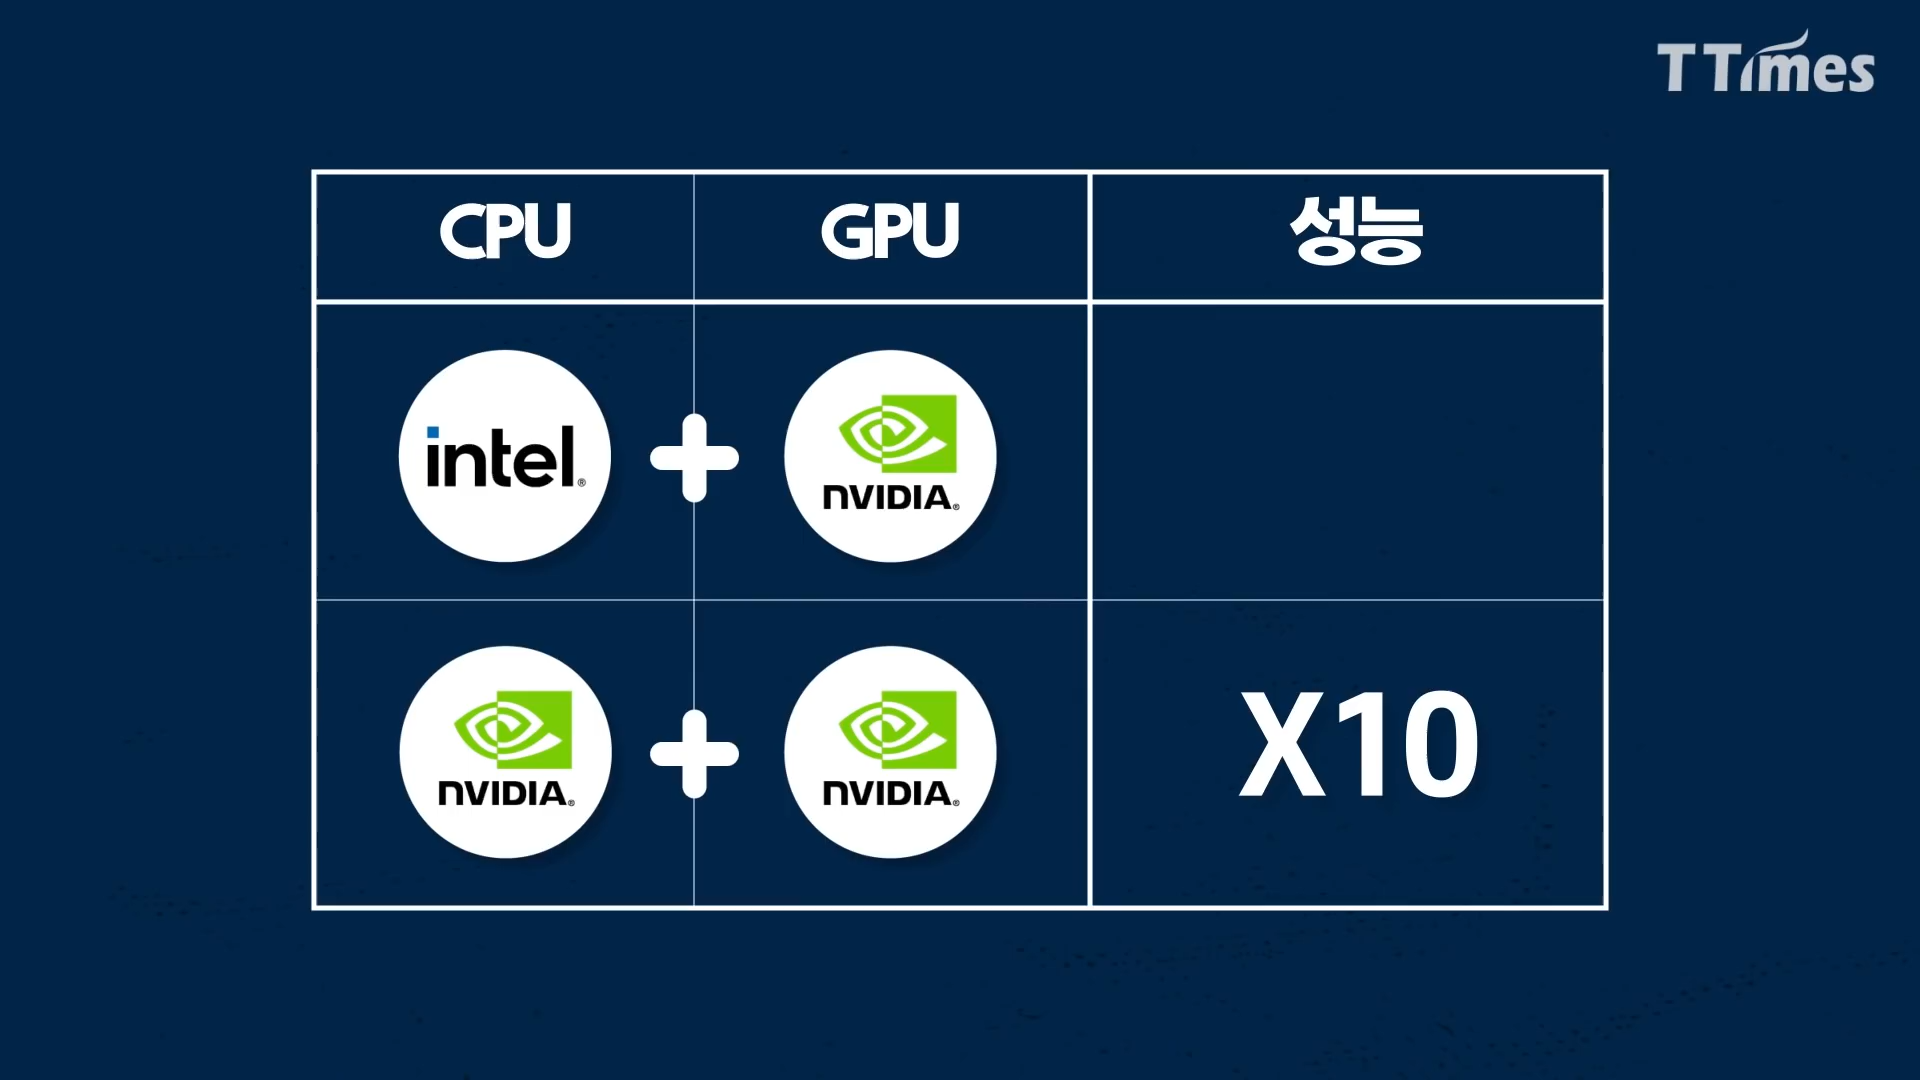 TTimes
CPU GPU 성능
intel® NVIDIA®
NVIDIA® NVIDIA® X10